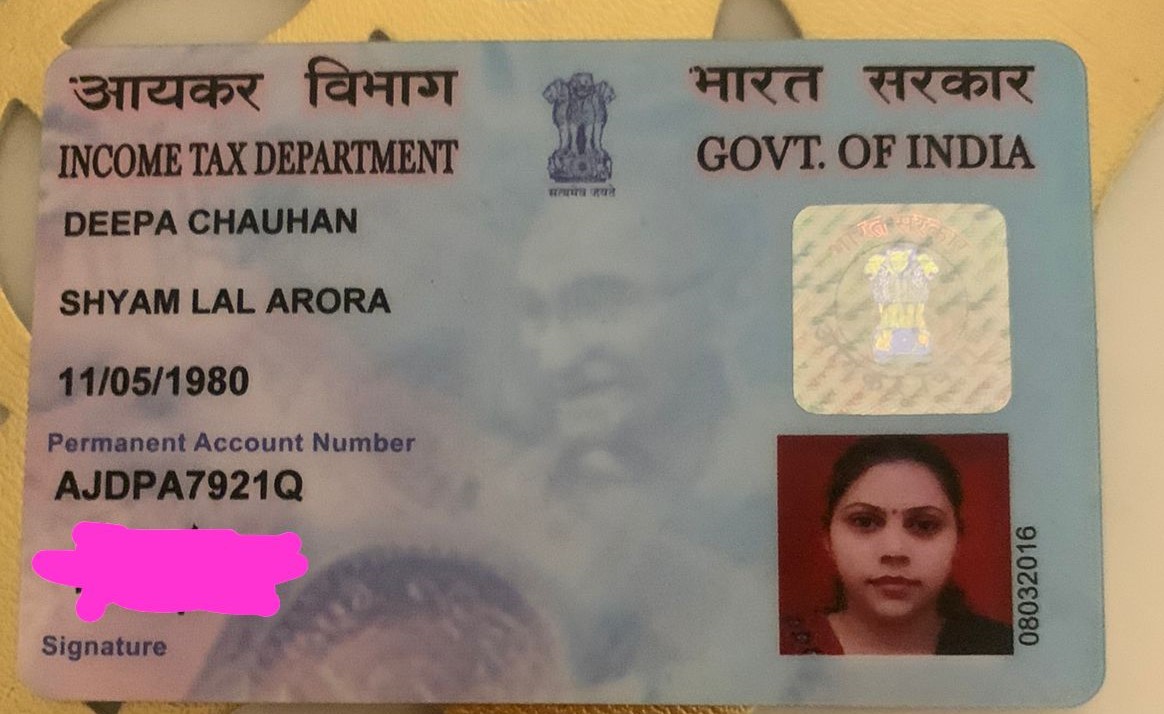 आयकर विभाग
भारत सरकार
INCOME TAX DEPARTMENT
GOVT. OF INDIA
सत्यमेव जयते
DEEPA CHAUHAN
भारत सरकार
SHYAM LAL ARORA
11/05/1980
Permanent Account Number
AJDPA7921Q
08032016
Signature